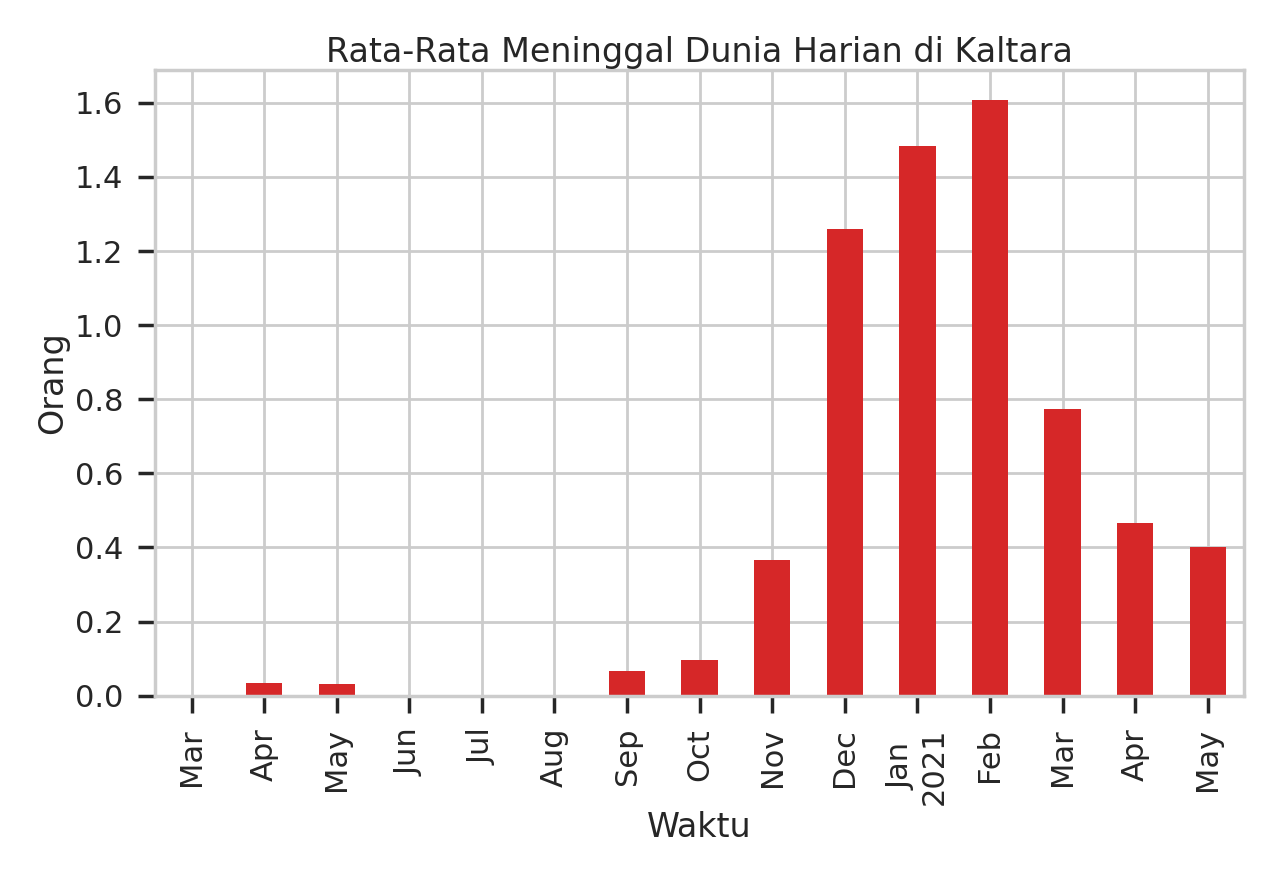 Rata-Rata Meninggal Dunia Harian di Kaltara
Orang
1.6
1.4
1.2
1.0
0.8
0.6
0.4
0.2
0.0
Mar
Apr
May
Jun
Jul
Aug
Sep
Oct
Nov
Dec
Jan
2021
Feb
Mar
Apr
May
Waktu